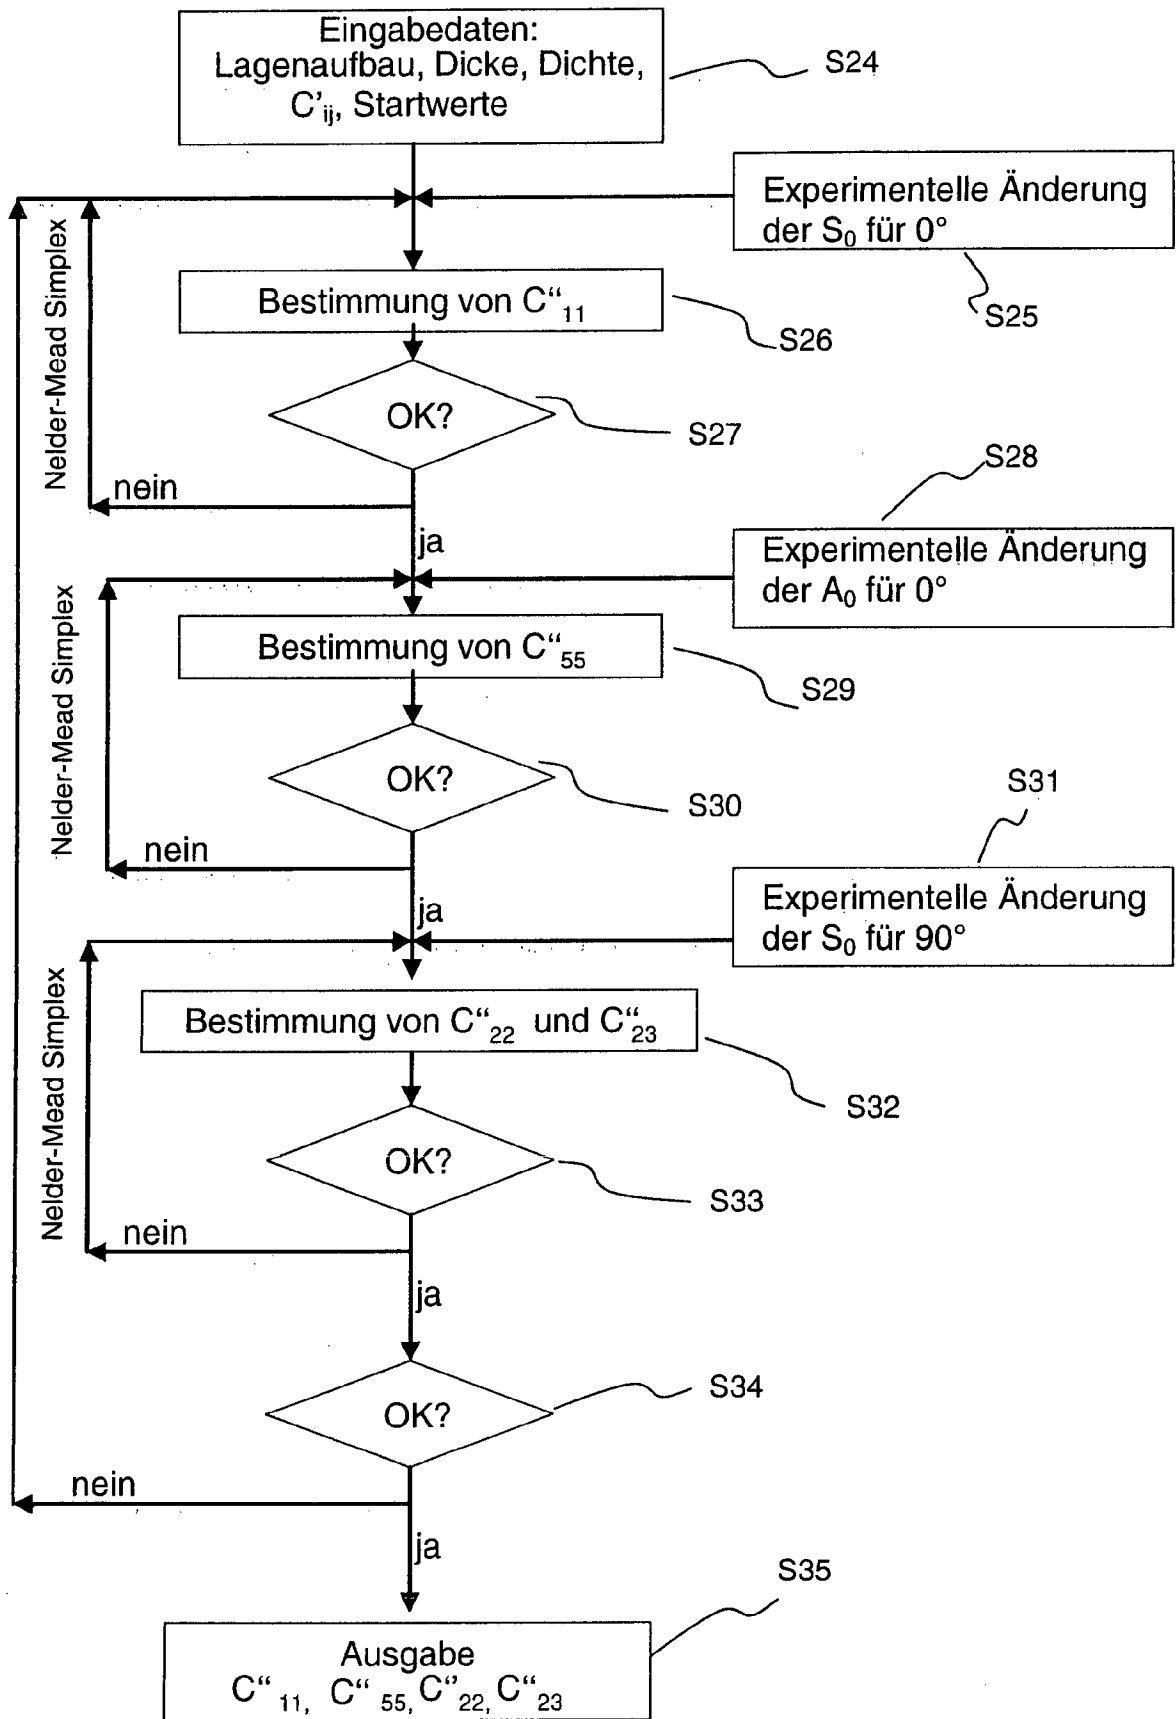 Eingabedaten:
Lagenaufbau, Dicke, Dichte,
C'ij, Startwerte
S24
Experimentelle Änderung
der S0 für 0°
S25
Nelder-Mead Simplex
Bestimmung von C“11
S26
OK?
S27
nein
ja
S28
Experimentelle Änderung
der A0 für 0°
Nelder-Mead Simplex
Bestimmung von C“55
S29
OK?
S30
nein
ja
S31
Experimentelle Änderung
der S0 für 90°
Nelder-Mead Simplex
Bestimmung von C“22 und C“23
S32
OK?
S33
nein
ja
OK?
S34
nein
ja
S35
Ausgabe
C“11, C“55, C“22, C“23